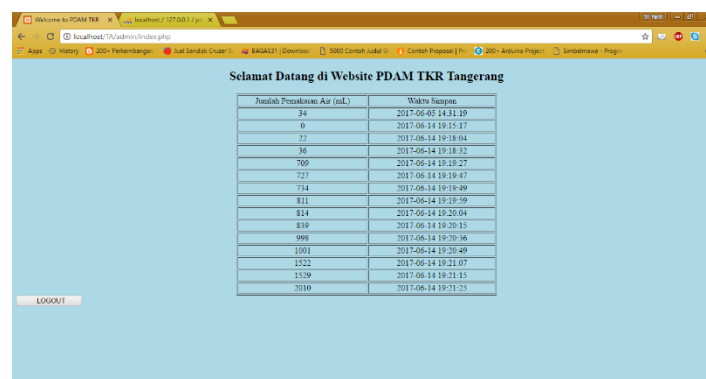 Welcome to PDAM TKR
localhost / 127.0.0.1 /
Tri Yanti
localhost/TA/admin/index.php
Apps
History
200+ Perkembangan
Jual Sandisk Cruzer
BAGAS31 | Download
5000 Contoh Judul
Contoh Proposal |
200+ Arduino Project
Simbelmawa - Progr
Selamat Datang di Website PDAM TKR Tangerang
Jumlah Pemakaian Air (mL) Waktu Simpan
34 2017-06-05 14:31:19
0 2017-06-14 19:15:17
22 2017-06-14 19:18:04
36 2017-06-14 19:18:32
709 2017-06-14 19:19:27
727 2017-06-14 19:19:47
734 2017-06-14 19:19:49
811 2017-06-14 19:19:59
814 2017-06-14 19:20:04
839 2017-06-14 19:20:15
998 2017-06-14 19:20:36
1001 2017-06-14 19:20:49
1522 2017-06-14 19:21:07
1529 2017-06-14 19:21:15
2010 2017-06-14 19:21:23
LOGOUT